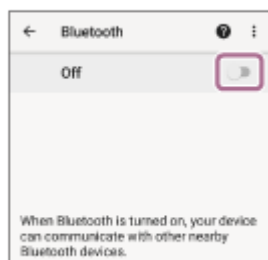 Bluetooth
Off
When Bluetooth is turned on, your device
can communicate with other nearby
Bluetooth devices.